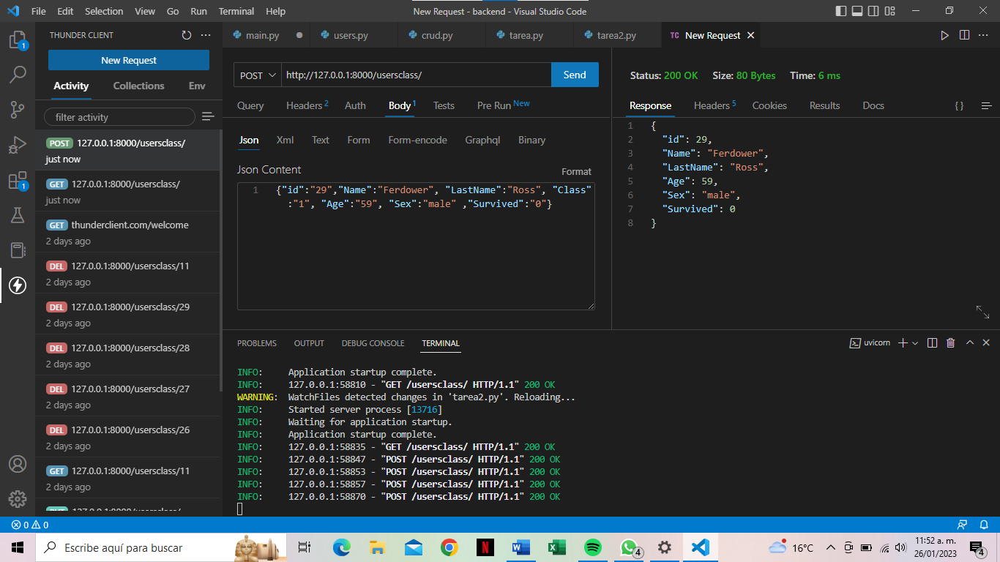 File Edit Selection View Go Run Terminal Help
New Request - backend - Visual Studio Code
THUNDER CLIENT
New Request
Activity Collections Env
filter activity
POST 127.0.0.1:8000/usersclass/
just now
GET 127.0.0.1:8000/usersclass/
just now
GET thunderclient.com/welcome
2 days ago
DEL 127.0.0.1:8000/usersclass/11
2 days ago
DEL 127.0.0.1:8000/usersclass/29
2 days ago
DEL 127.0.0.1:8000/usersclass/28
2 days ago
DEL 127.0.0.1:8000/usersclass/27
2 days ago
DEL 127.0.0.1:8000/usersclass/26
2 days ago
GET 127.0.0.1:8000/usersclass/11
2 days ago
127.0.0.1:8000/usersclass/
1
1
main.py users.py crud.py tarea.py tarea2.py TC New Request
POST http://127.0.0.1:8000/usersclass/ Send
Query Headers 2 Auth Body 1 Tests Pre Run New
Json Xml Text Form Form-encode Graphql Binary
Json Content
Format
1 {"id":"29","Name":"Ferdower", "LastName":"Ross", "Class"
:"1", "Age":"59", "Sex":"male" ,"Survived":"0"}
Status: 200 OK Size: 80 Bytes Time: 6 ms
Response Headers 5 Cookies Results Docs { }
1 {
2 "id": 29,
3 "Name": "Ferdower",
4 "LastName": "Ross",
5 "Age": 59,
6 "Sex": "male",
7 "Survived": 0
8 }
PROBLEMS OUTPUT DEBUG CONSOLE TERMINAL
uvicorn
INFO: Application startup complete.
INFO: 127.0.0.1:58810 - "GET /usersclass/ HTTP/1.1" 200 OK
WARNING: WatchFiles detected changes in 'tarea2.py'. Reloading...
INFO: Started server process [13716]
INFO: Waiting for application startup.
INFO: Application startup complete.
INFO: 127.0.0.1:58835 - "GET /usersclass/ HTTP/1.1" 200 OK
INFO: 127.0.0.1:58847 - "POST /usersclass/ HTTP/1.1" 200 OK
INFO: 127.0.0.1:58853 - "POST /usersclass/ HTTP/1.1" 200 OK
INFO: 127.0.0.1:58857 - "POST /usersclass/ HTTP/1.1" 200 OK
INFO: 127.0.0.1:58870 - "POST /usersclass/ HTTP/1.1" 200 OK
0 0
Escribe aquí para buscar
4
16°C
11:52 a. m.
26/01/2023
4